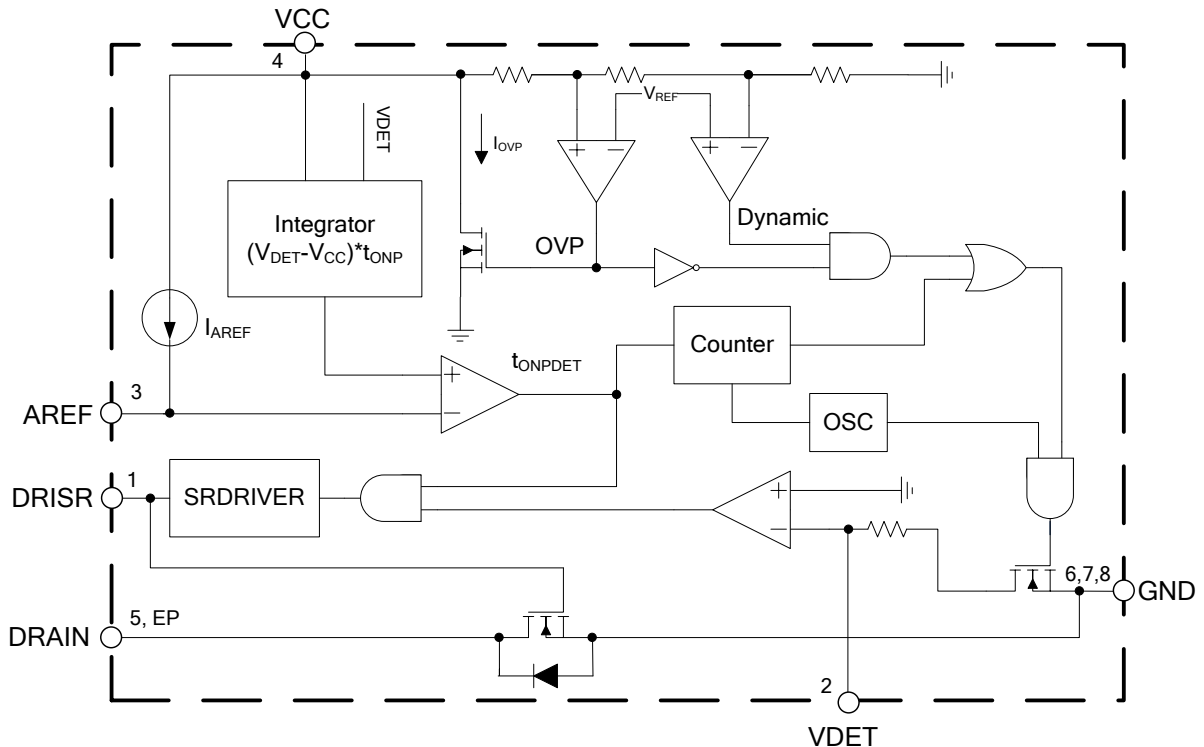 VCC
4
VDET
VREF
IOVP
+
−
+
−
Integrator
(VDET-VCC)*tONP
Dynamic
OVP
IAREF
Counter
tONPDET
+
−
3
AREF
OSC
1
DRISR
SRDRIVER
+
−
6,7,8
GND
5, EP
DRAIN
2
VDET